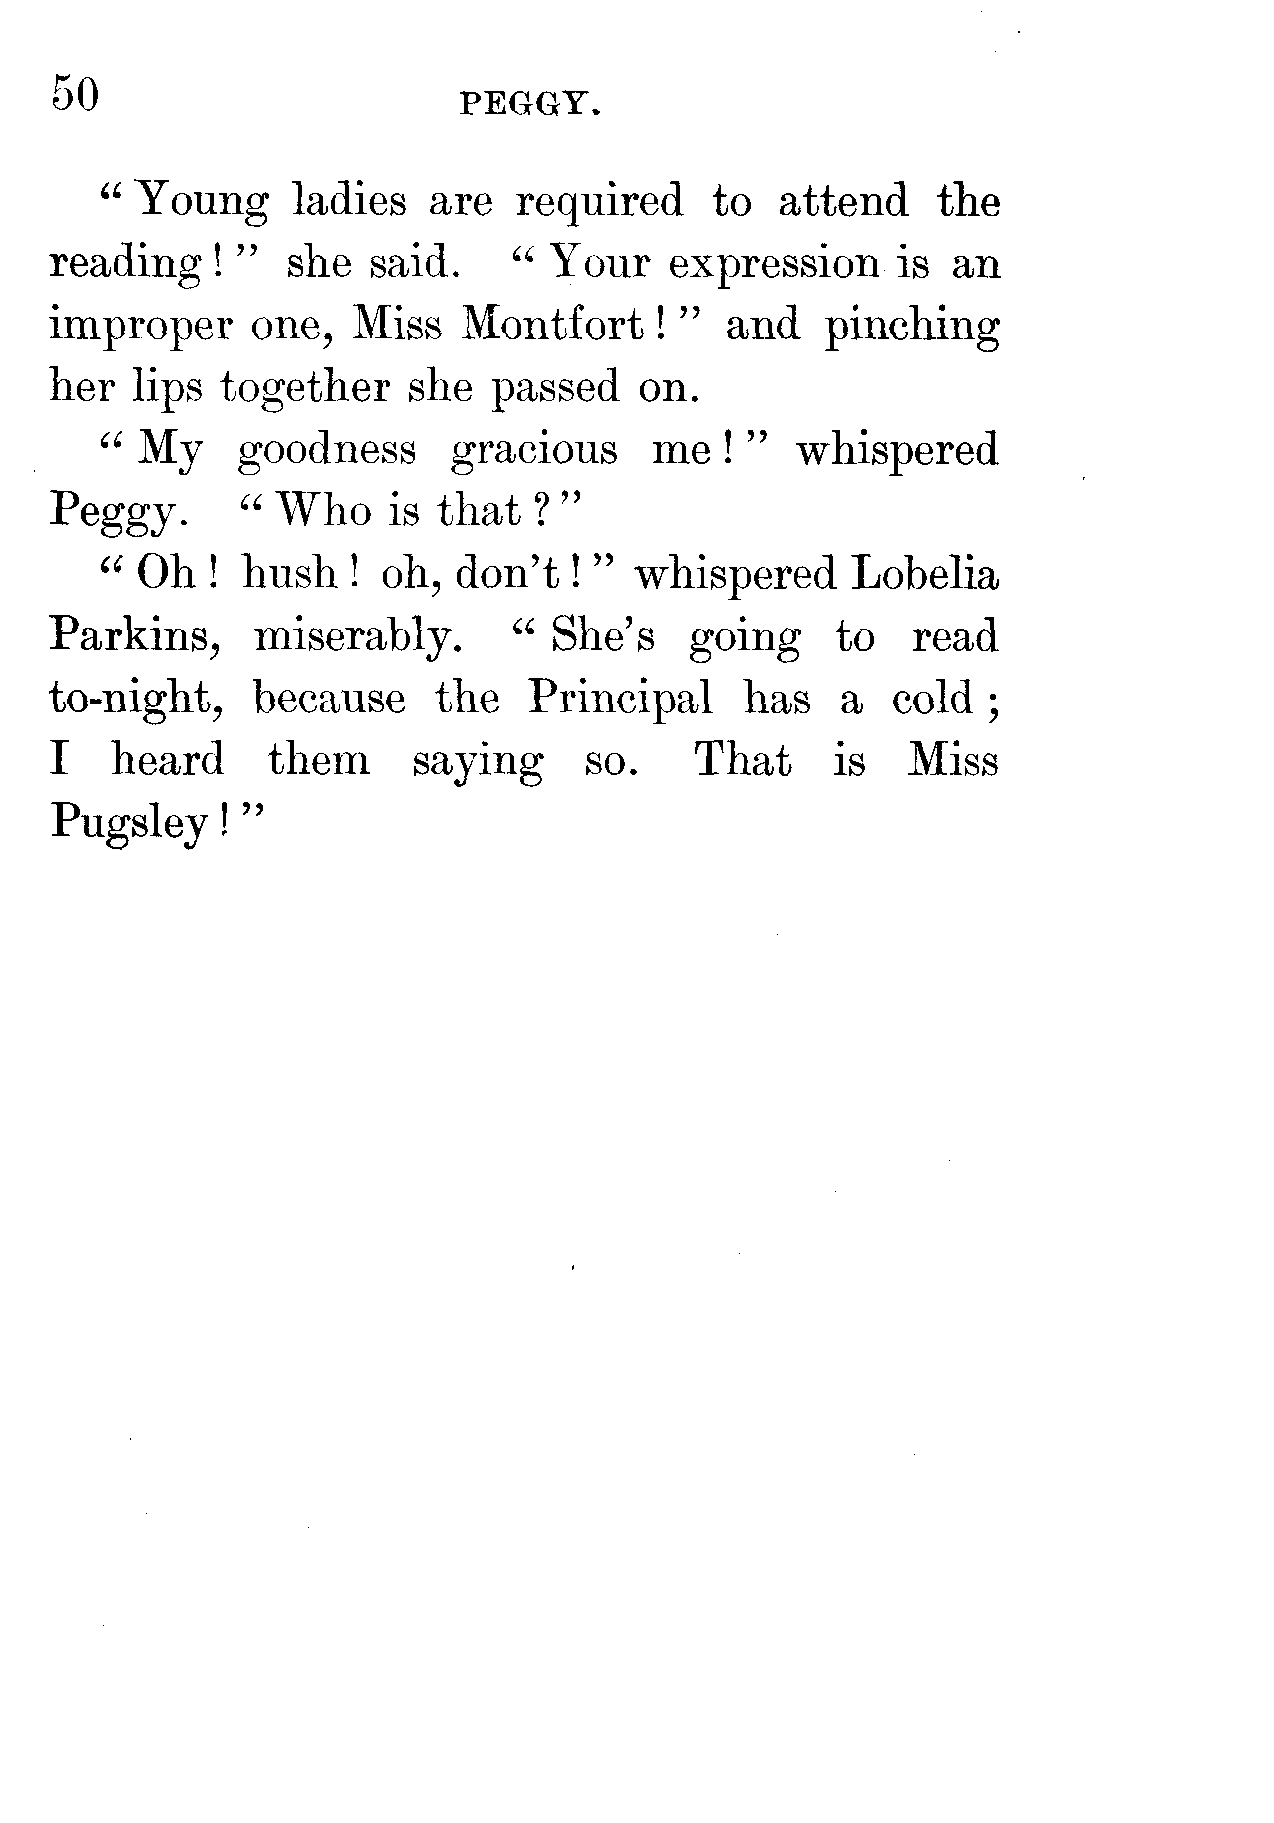 50 PEGGY.
“Young ladies are required to attend the
reading!” she said. “Your expression is an
improper one, Miss Montfort!” and pinching
her lips together she passed on.
“My goodness gracious me!” whispered
Peggy. “Who is that?”
“Oh! hush! oh, don't!” whispered Lobelia
Parkins, miserably. “She's going to read
to-night, because the Principal has a cold;
I heard them saying so. That is Miss
Pugsley!”